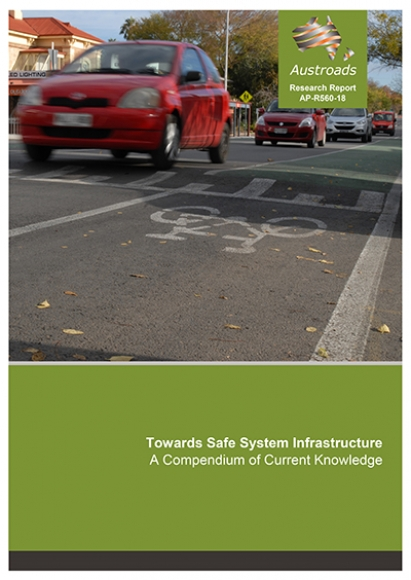 Austroads
Research Report
AP-R560-18
Towards Safe System Infrastructure
A Compendium of Current Knowledge